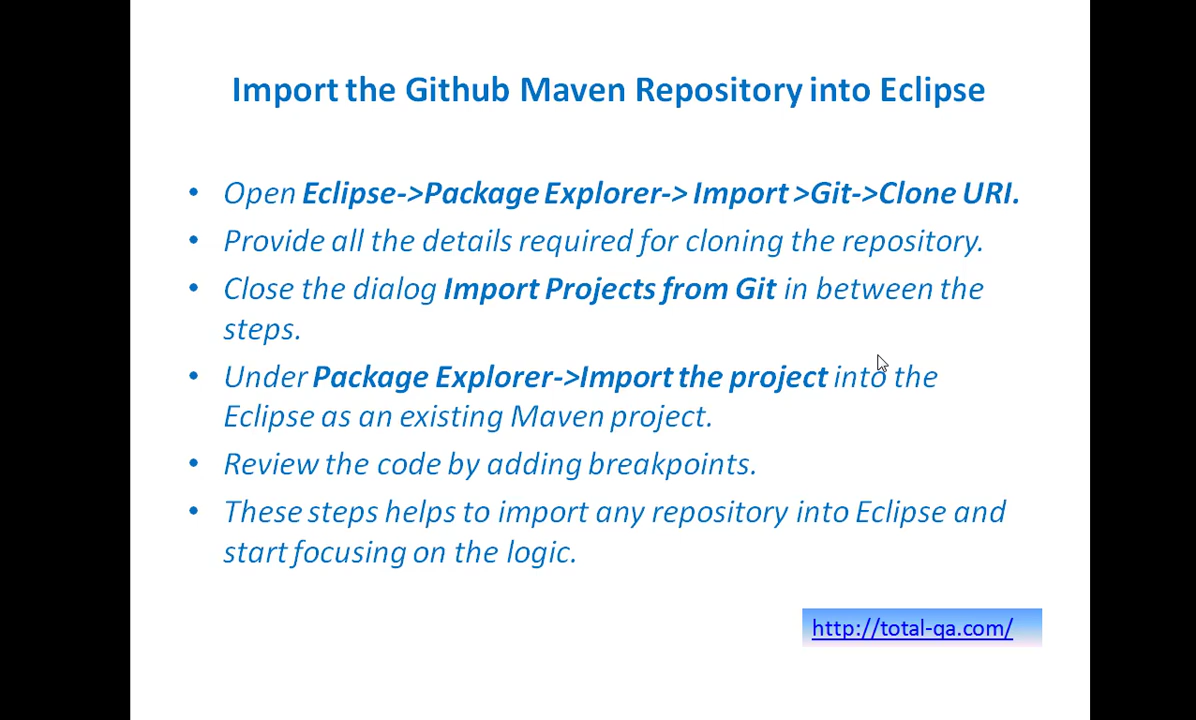 Import the Github Maven Repository into Eclipse
• Open Eclipse->Package Explorer-> Import >Git->Clone URI.
• Provide all the details required for cloning the repository.
• Close the dialog Import Projects from Git in between the
steps.
• Under Package Explorer->Import the project into the
Eclipse as an existing Maven project.
• Review the code by adding breakpoints.
• These steps helps to import any repository into Eclipse and
start focusing on the logic.
http://total-qa.com/